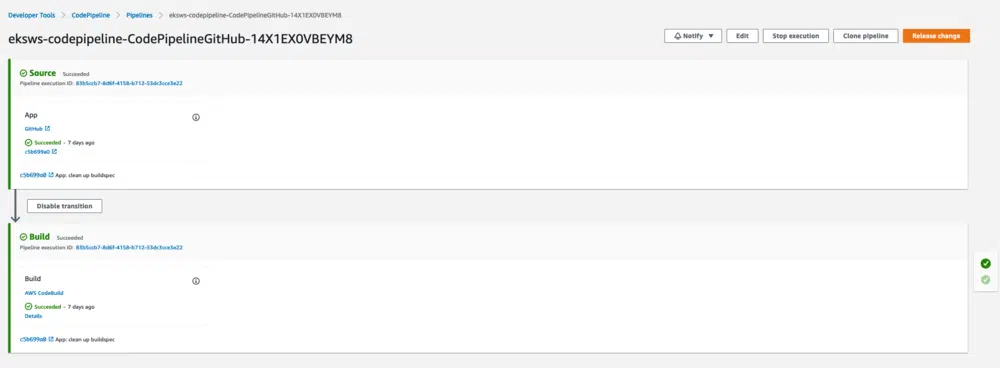 Developer Tools > CodePipeline > Pipelines > eksws-codepipeline-CodePipelineGitHub-14X1EX0VBEYM8
eksws-codepipeline-CodePipelineGitHub-14X1EX0VBEYM8
Notify Edit Stop execution Clone pipeline Release change
Source Succeeded
Pipeline execution ID: 83b5ccb7-8d6f-4158-b712-53dc3cce3e22
App
GitHub
Succeeded - 7 days ago
c5b699a0
c5b699a0 App: clean up buildspec
Disable transition
Build Succeeded
Pipeline execution ID: 83b5ccb7-8d6f-4158-b712-53dc3cce3e22
Build
AWS CodeBuild
Succeeded - 7 days ago
Details
c5b699a0 App: clean up buildspec